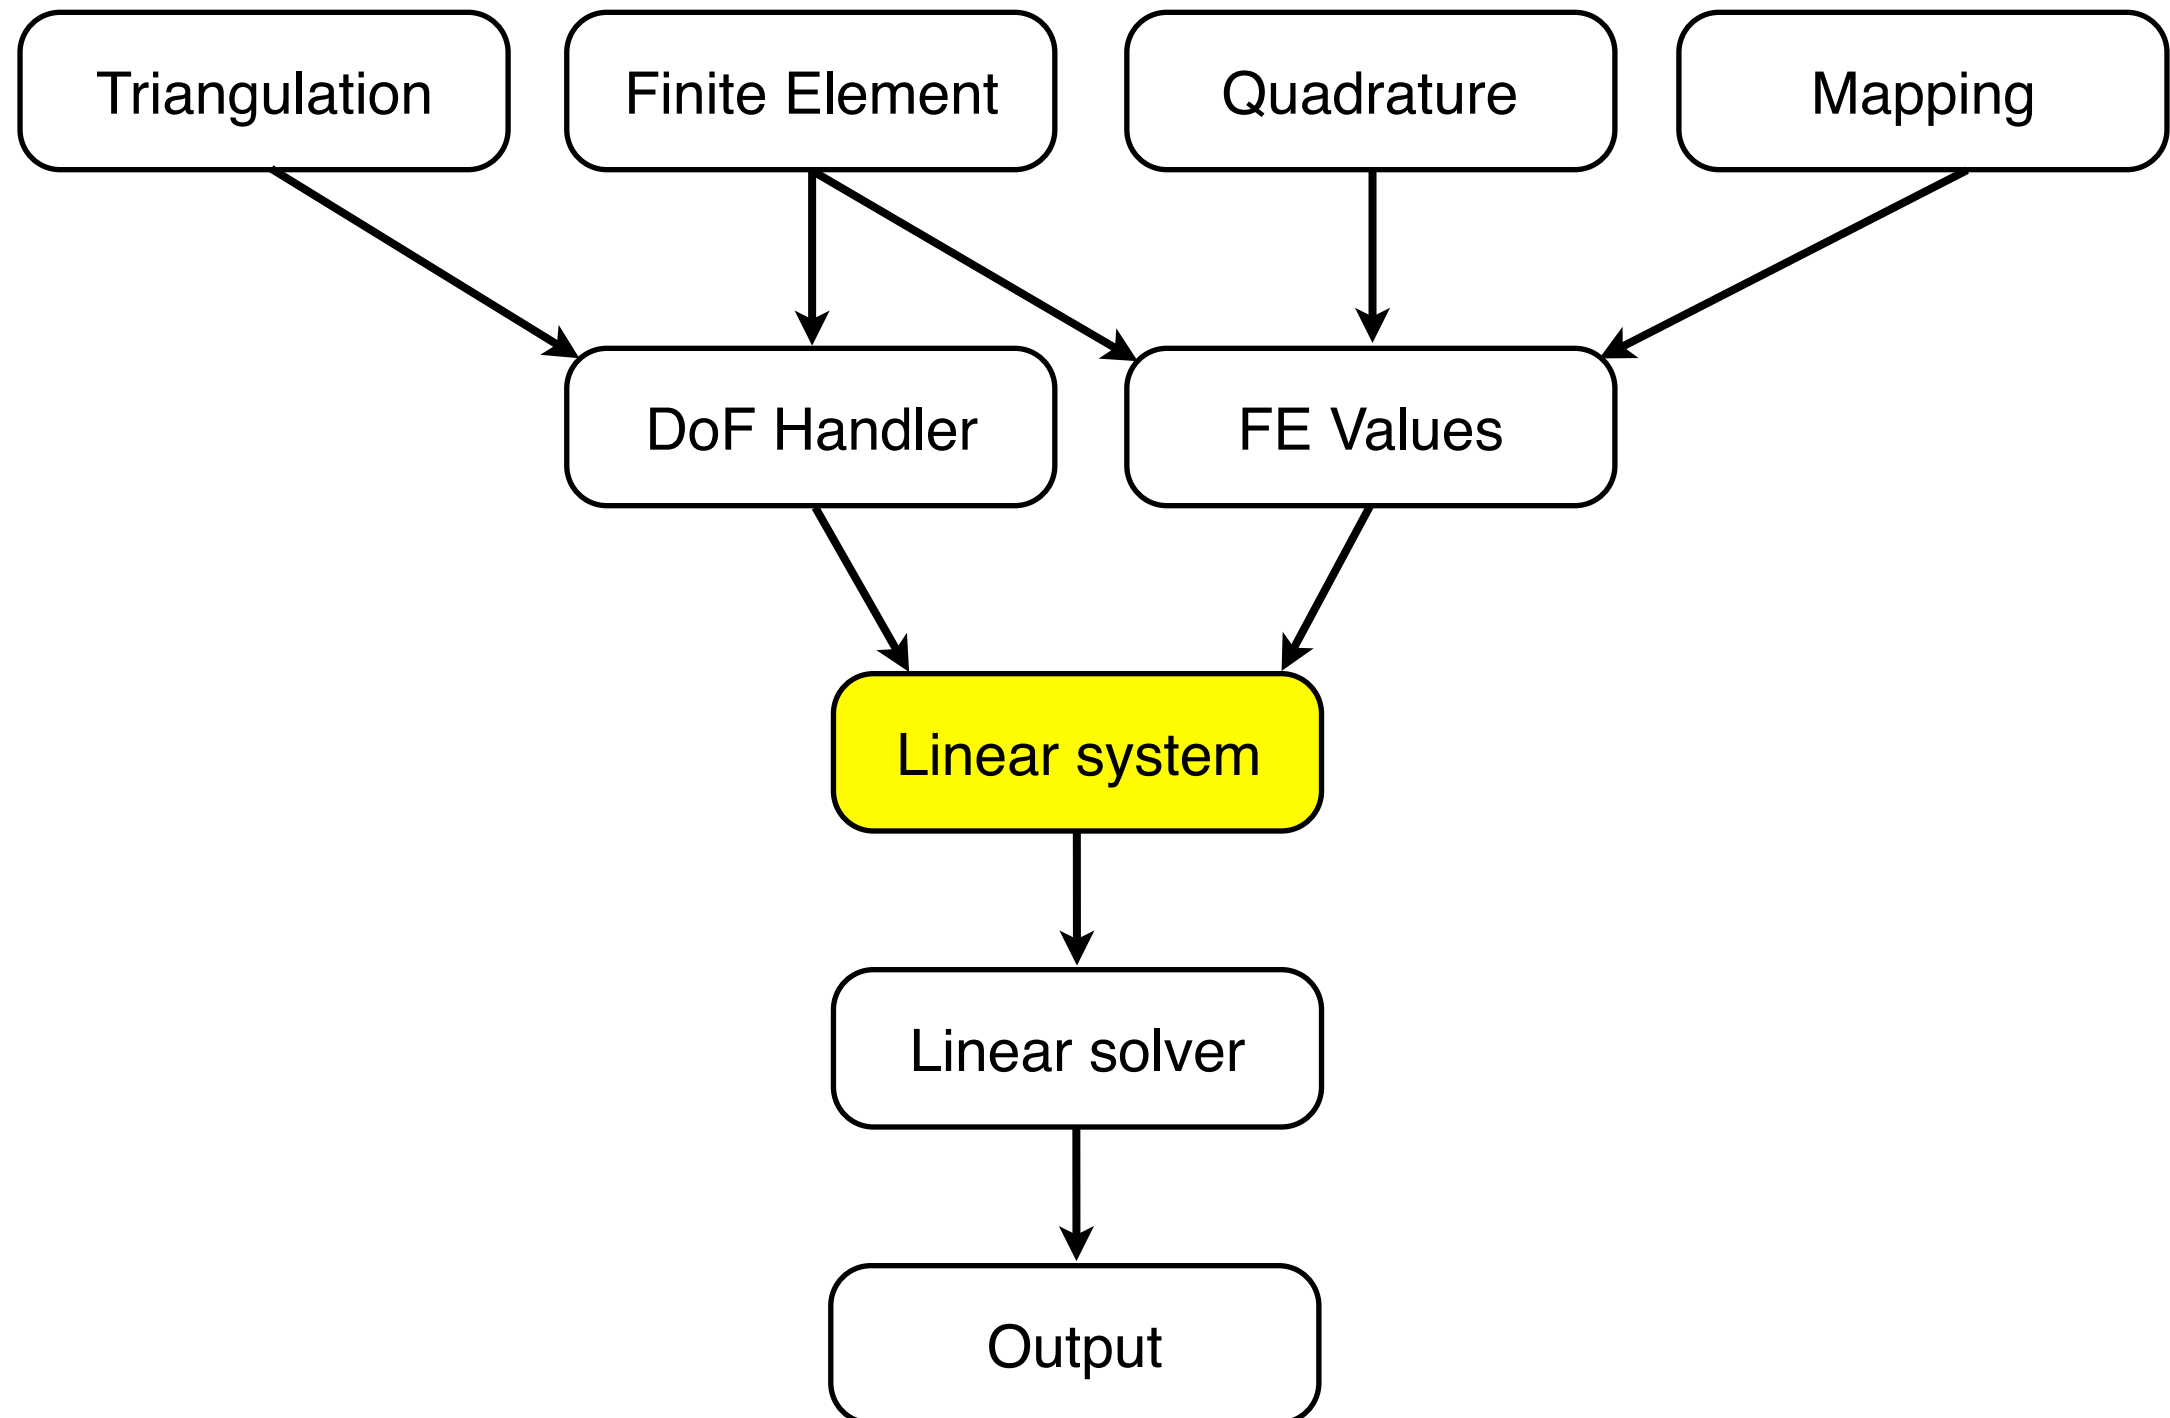 Triangulation
Finite Element
Quadrature
Mapping
DoF Handler
FE Values
Linear system
Linear solver
Output